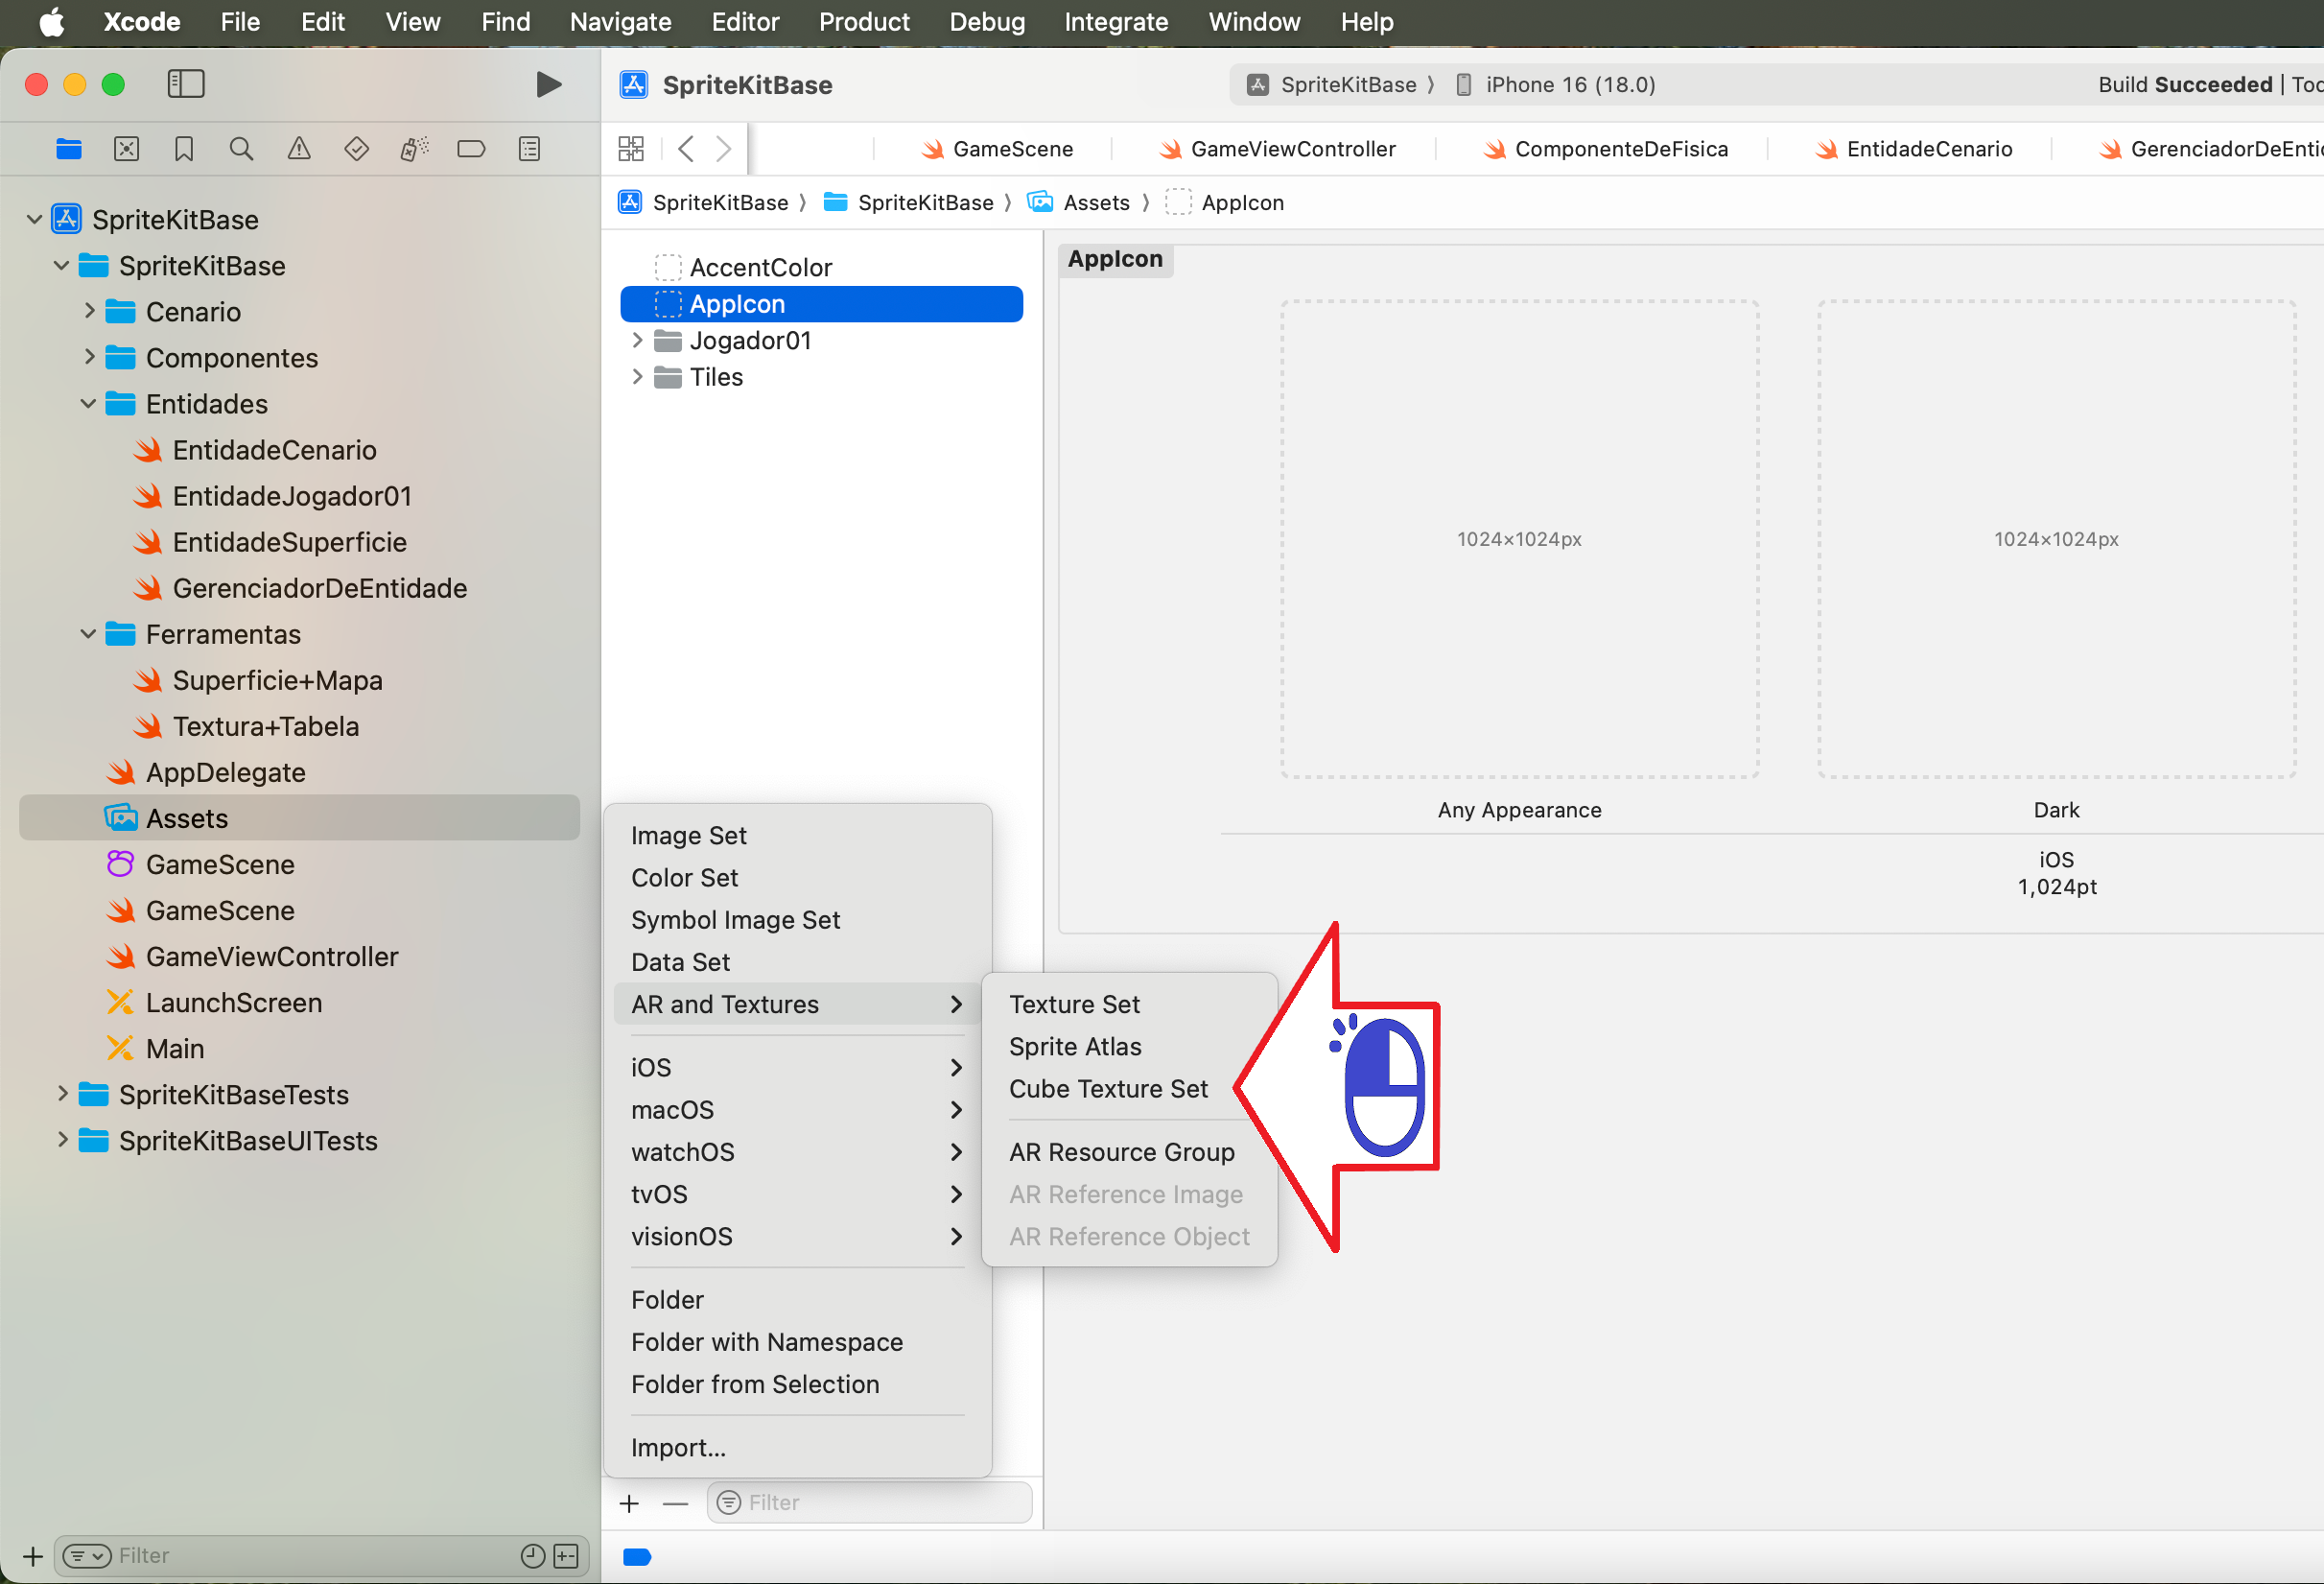 Xcode File Edit View Find Navigate Editor Product Debug Integrate Window Help
SpriteKitBase
SpriteKitBase iPhone 16 (18.0)
Build Succeeded |
GameScene GameViewController ComponenteDeFisica EntidadeCenario
SpriteKitBase SpriteKitBase Assets AppIcon
SpriteKitBase
SpriteKitBase
Cenario
Componentes
Entidades
EntidadeCenario
EntidadeJogador01
EntidadeSuperficie
GerenciadorDeEntidade
Ferramentas
Superficie+Mapa
Textura+Tabela
AppDelegate
Assets
GameScene
GameScene
GameViewController
LaunchScreen
Main
SpriteKitBaseTests
SpriteKitBaseUITests
Filter
AccentColor
AppIcon
Jogador01
Tiles
Image Set
Color Set
Symbol Image Set
Data Set
AR and Textures
iOS
macOS
watchOS
tvOS
visionOS
Folder
Folder with Namespace
Folder from Selection
Import...
Filter
Texture Set
Sprite Atlas
Cube Texture Set
AR Resource Group
AR Reference Image
AR Reference Object
AppIcon
1024×1024px
1024×1024px
Any Appearance
Dark
iOS
1,024pt